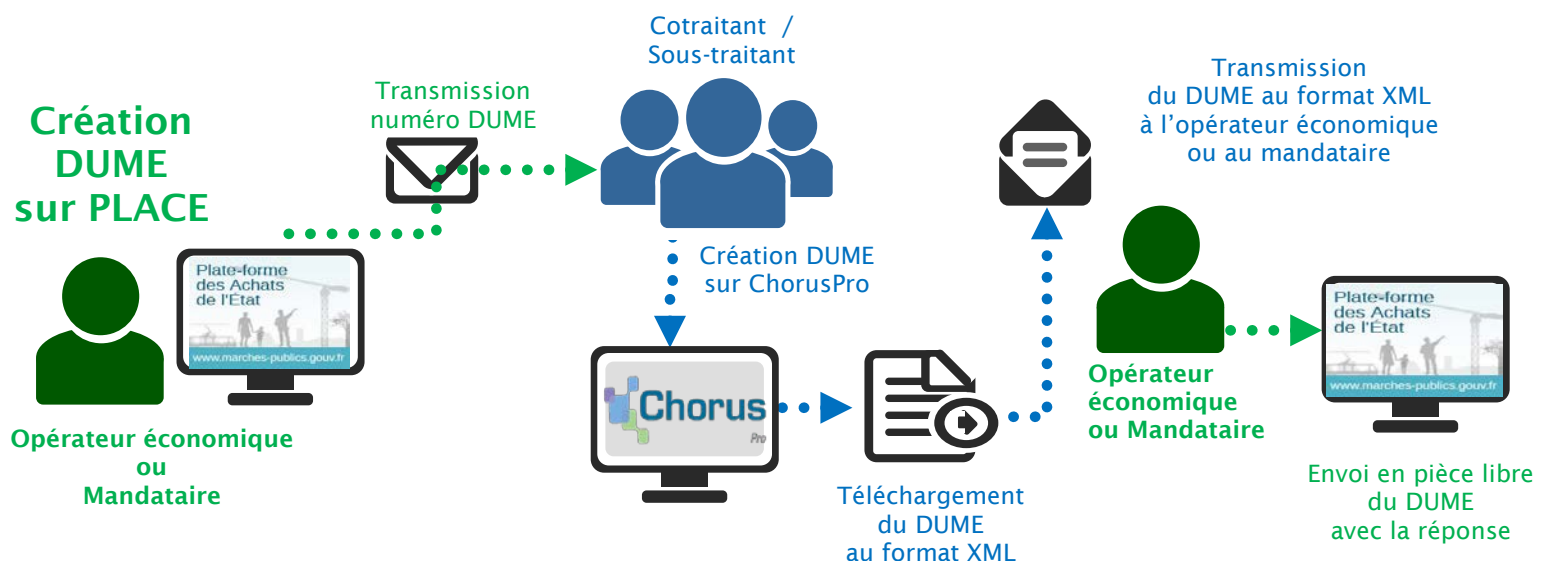 Création
DUME
sur PLACE
Plate-forme
des Achats
de l'État
www.marches-publics.gouv.fr
Opérateur économique
ou
Mandataire
Transmission
numéro DUME
Cotraitant /
Sous-traitant
Création DUME
sur ChorusPro
Chorus
Pro
Téléchargement
du DUME
au format XML
Transmission
du DUME au format XML
à l'opérateur économique
ou au mandataire
Opérateur
économique
ou Mandataire
Plate-forme
des Achats
de l'État
www.marches-publics.gouv.fr
Envoi en pièce libre
du DUME
avec la réponse